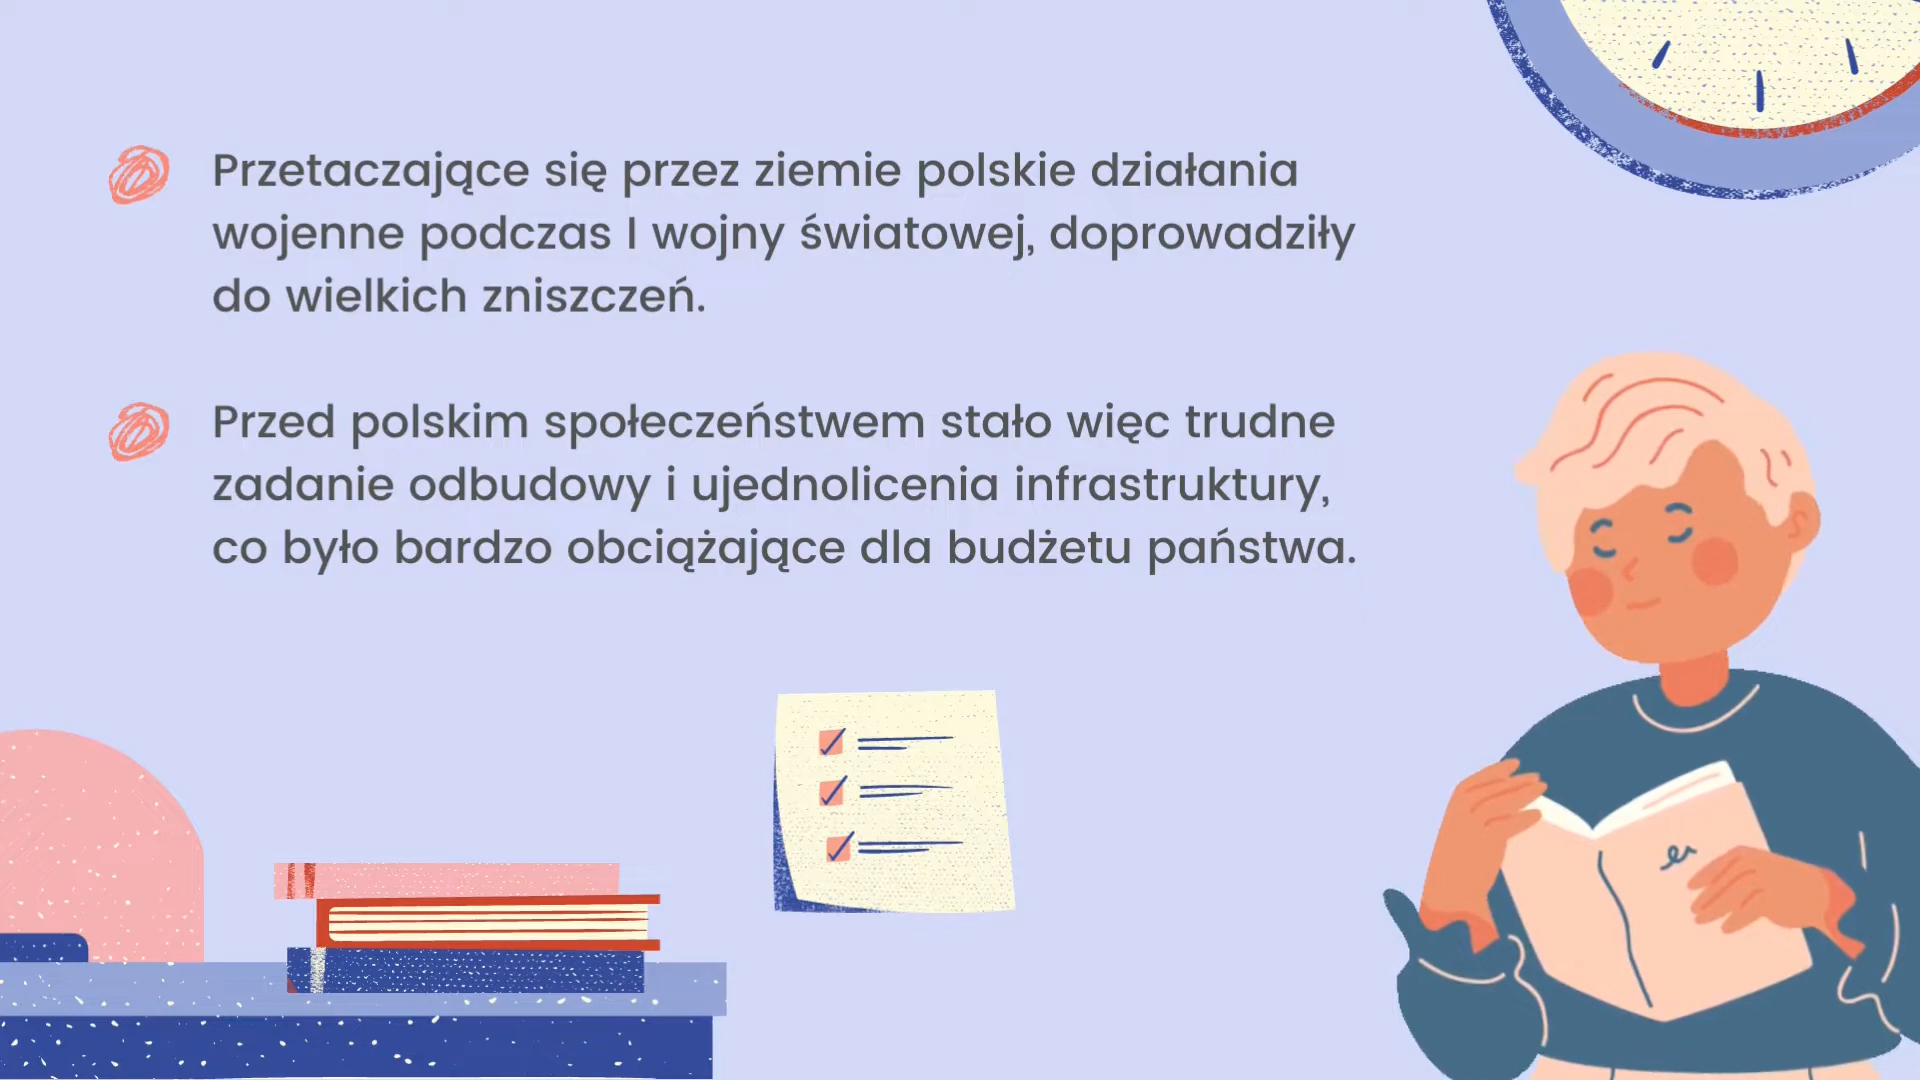 Przetaczające się przez ziemie polskie działania
wojenne podczas I wojny światowej, doprowadziły
do wielkich zniszczeń.
Przed polskim społeczeństwem stało więc trudne
zadanie odbudowy i ujednolicenia infrastruktury,
co było bardzo obciążające dla budżetu państwa.